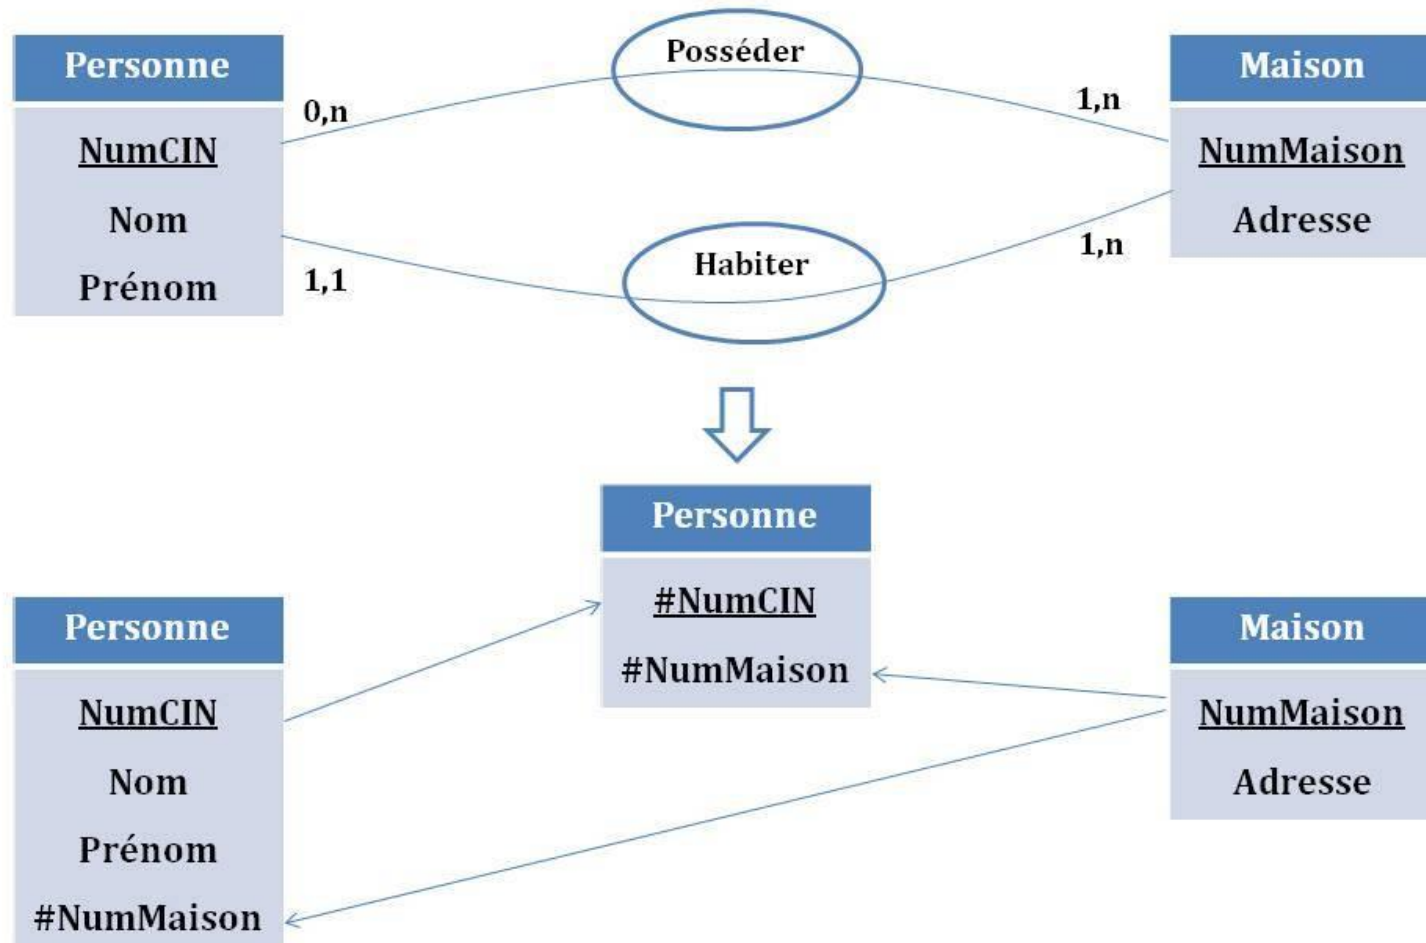 Personne
NumCIN
Nom
Prénom
0,n
1,1
Posséder
Habiter
1,n
1,n
Maison
NumMaison
Adresse
Personne
#NumCIN
#NumMaison
Personne
NumCIN
Nom
Prénom
#NumMaison
Maison
NumMaison
Adresse